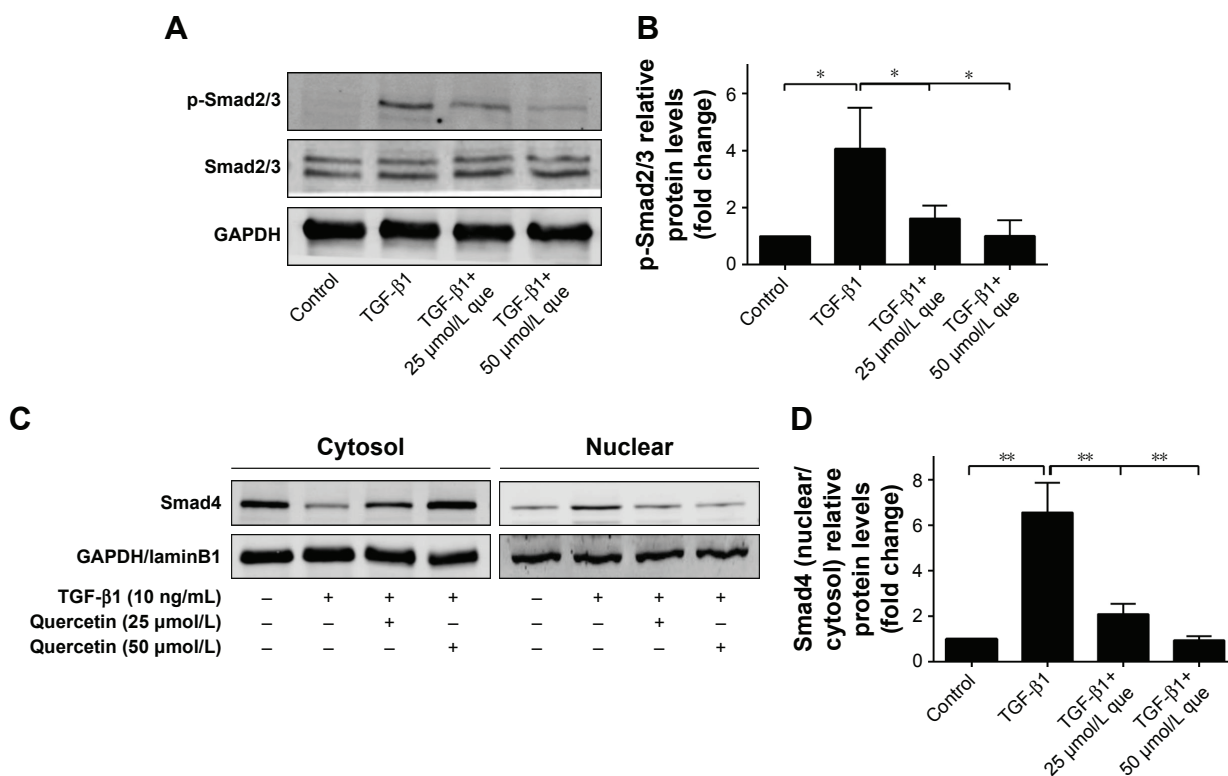 A
p-Smad2/3
Smad2/3
GAPDH
Control
TGF-β1
TGF-β1+
25 µmol/L que
TGF-β1+
50 µmol/L que
B
p-Smad2/3 relative
protein levels
(fold change)
6
4
2
0
*
*
*
Control
TGF-β1
TGF-β1+
25 µmol/L que
TGF-β1+
50 µmol/L que
C
Cytosol
Nuclear
Smad4
GAPDH/laminB1
TGF-β1 (10 ng/mL) – + + + – + + +
Quercetin (25 µmol/L) – – + – – – + –
Quercetin (50 µmol/L) – – – + – – – +
D
Smad4 (nuclear/
cytosol) relative
protein levels
(fold change)
8
6
4
2
0
**
**
**
Control
TGF-β1
TGF-β1+
25 µmol/L que
TGF-β1+
50 µmol/L que